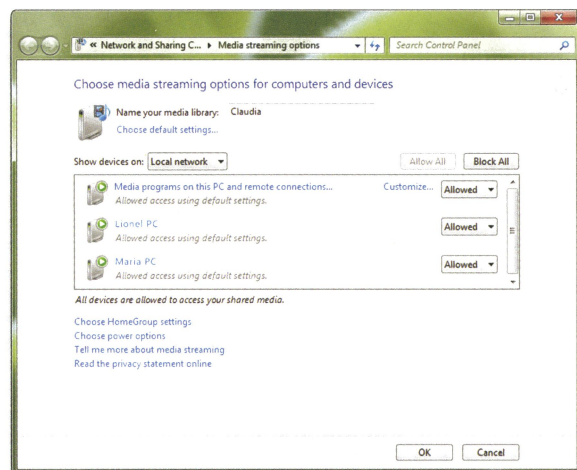 « Network and Sharing C... ▸ Media streaming options
Search Control Panel
Choose media streaming options for computers and devices
Name your media library: Claudia
Choose default settings...
Show devices on: Local network
Allow All Block All
Media programs on this PC and remote connections... Customize... Allowed
Allowed access using default settings.
Lionel PC Allowed
Allowed access using default settings.
Maria PC Allowed
Allowed access using default settings.
All devices are allowed to access your shared media.
Choose HomeGroup settings
Choose power options
Tell me more about media streaming
Read the privacy statement online
OK Cancel